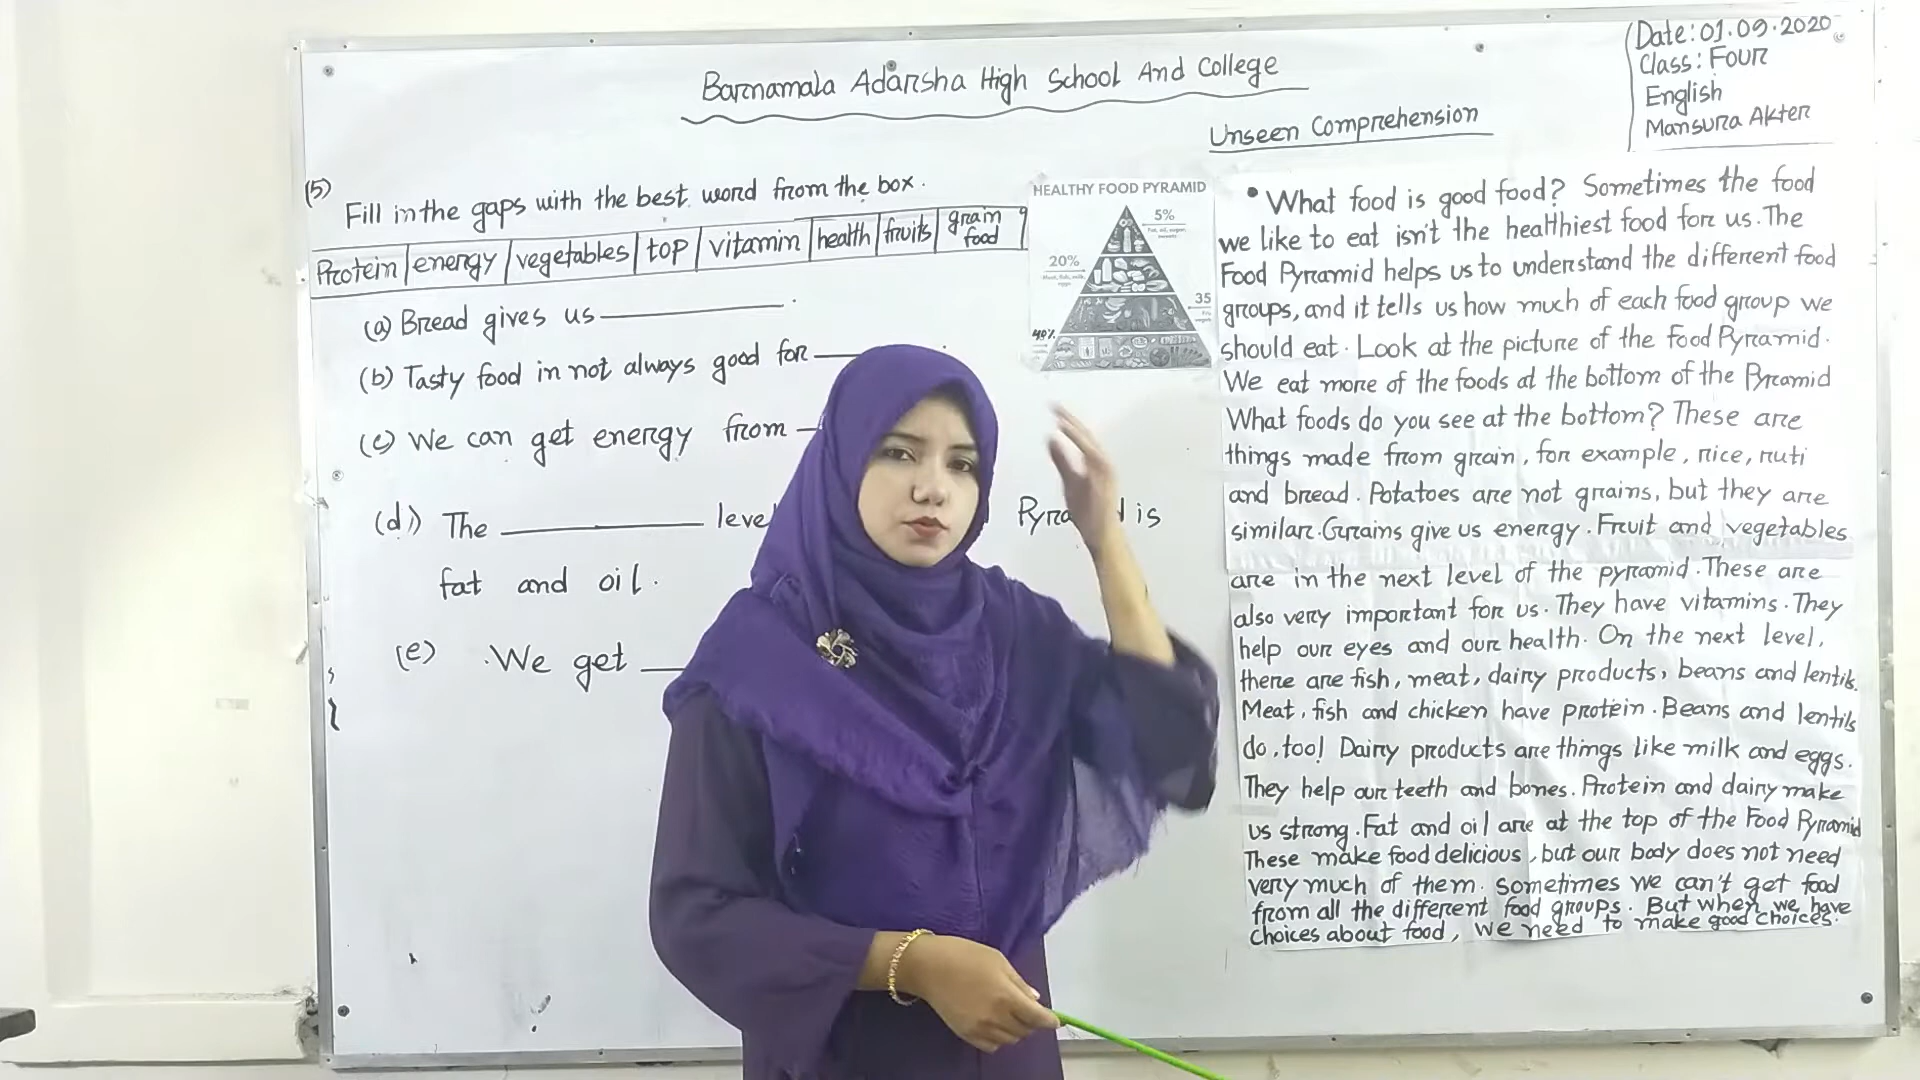 Barnamala Adarsha High School And College
Date: 01.09.2020
Class: Four
English
Mansura Akter
Unseen Comprehension
(5)
Fill in the gaps with the best word from the box.
Protein energy vegetables top vitamin health fruits grain food
(a) Bread gives us
(b) Tasty food in not always good for
(c) We can get energy from
(d) The level Pyra d is
fat and oil.
(e) We get
HEALTHY FOOD PYRAMID
5%
20%
35
40%
• What food is good food? Sometimes the food
we like to eat isn't the healthiest food for us. The
Food Pyramid helps us to understand the different food
groups, and it tells us how much of each food group we
should eat. Look at the picture of the Food Pyramid.
We eat more of the foods at the bottom of the Pyramid
What foods do you see at the bottom? These are
things made from grain, for example, rice, ruti
and bread. Potatoes are not grains, but they are
similar. Grains give us energy. Fruit and vegetables
are in the next level of the pyramid. These are
also very important for us. They have vitamins. They
help our eyes and our health. On the next level,
there are fish, meat, dairy products, beans and lentils.
Meat, fish and chicken have protein. Beans and lentils
do, too! Dairy products are things like milk and eggs.
They help our teeth and bones. Protein and dairy make
us strong. Fat and oil are at the top of the Food Pyramid
These make food delicious, but our body does not need
very much of them. Sometimes we can't get food
from all the different food groups. But when we have
choices about food, we need to make good choices.